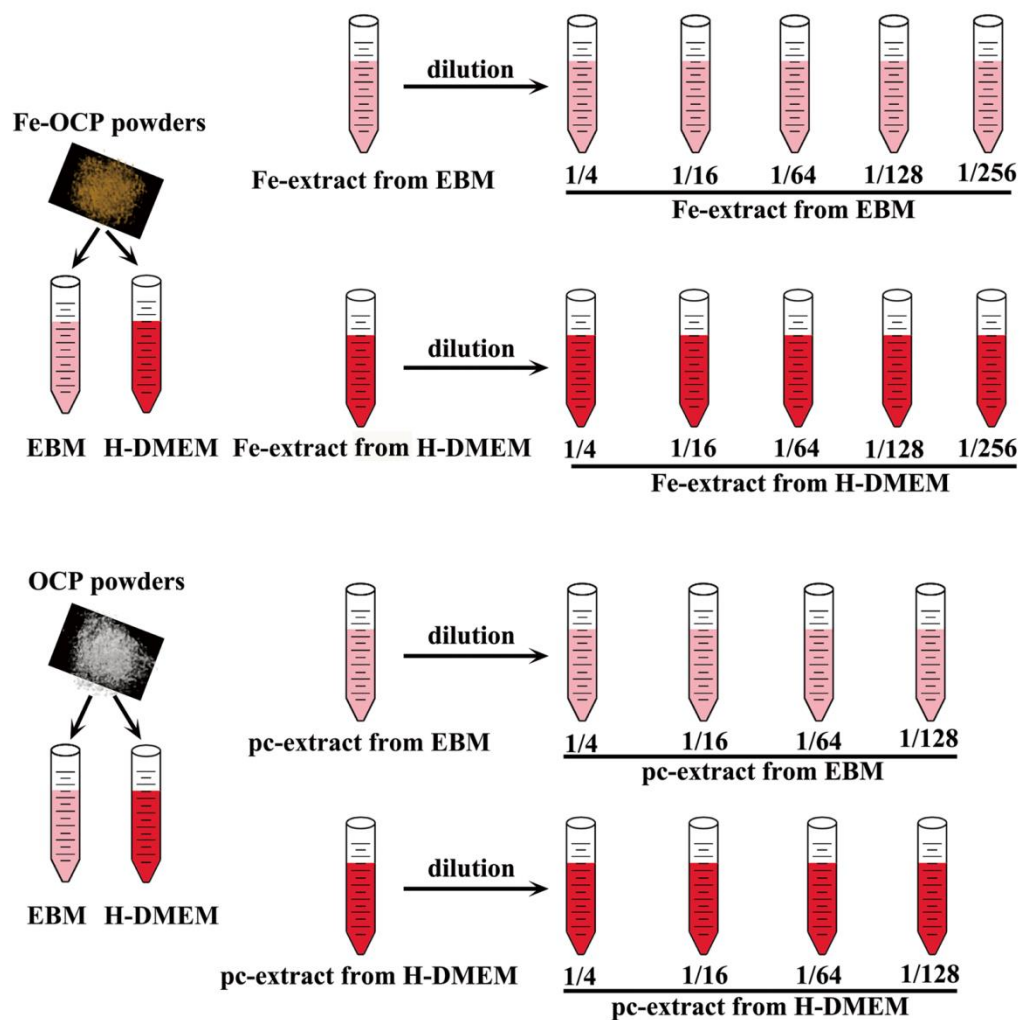 Fe-OCP powders
EBM H-DMEM
dilution
Fe-extract from EBM
1/4 1/16 1/64 1/128 1/256
Fe-extract from EBM
dilution
Fe-extract from H-DMEM
1/4 1/16 1/64 1/128 1/256
Fe-extract from H-DMEM
OCP powders
EBM H-DMEM
dilution
pc-extract from EBM
1/4 1/16 1/64 1/128
pc-extract from EBM
dilution
pc-extract from H-DMEM
1/4 1/16 1/64 1/128
pc-extract from H-DMEM